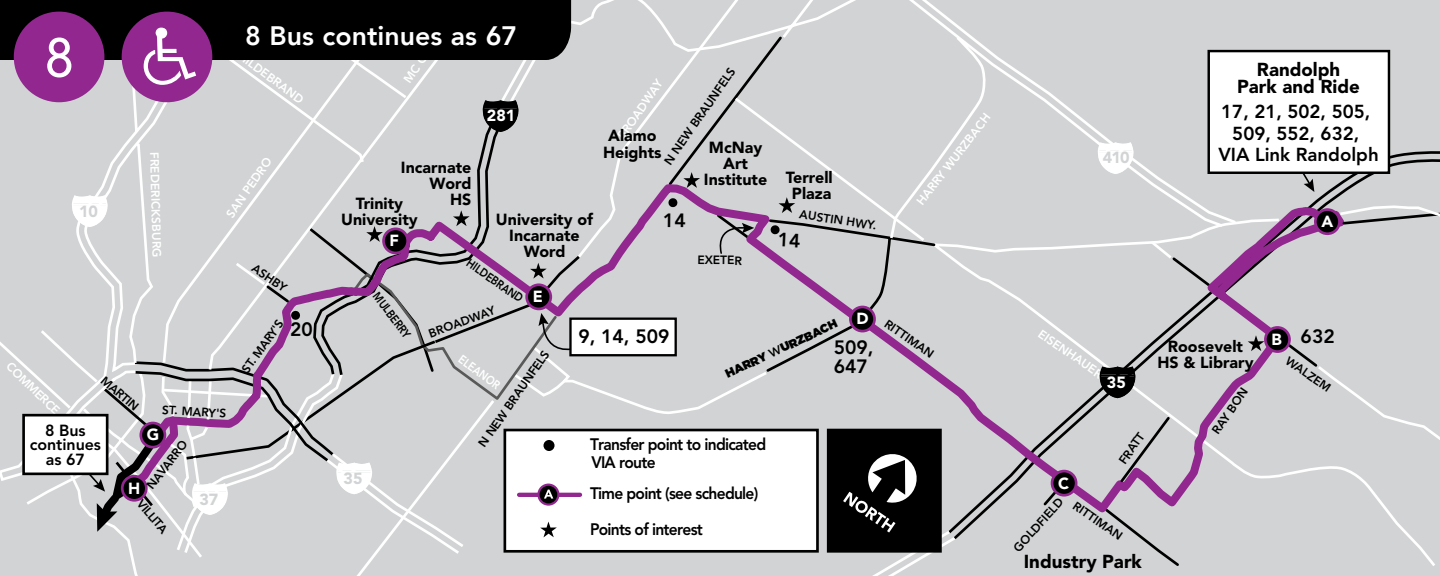 8
8 Bus continues as 67
HILDEBRAND
FREDERICKSBURG
SAN PEDRO
10
281
Incarnate
Word
HS
Trinity
University
F
University of
Incarnate
Word
HILDEBRAND
E
9, 14, 509
BROADWAY
N NEW BRAUNFELS
Alamo
Heights
McNay
Art
Institute
14
Terrell
Plaza
AUSTIN HWY.
14
EXETER
HARRY WURZBACH
410
Randolph
Park and Ride
17, 21, 502, 505,
509, 552, 632,
VIA Link Randolph
A
ASHBY
20
MULBERRY
BROADWAY
ELEANOR
N NEW BRAUNFELS
HARRY WURZBACH
D
509,
647
RITTIMAN
EISENHAUER
35
Roosevelt
HS & Library
B
632
WALZEM
RAY BON
FRATT
C
GOLDFIELD
RITTIMAN
Industry Park
COMMERCE
MARTIN
ST. MARY'S
ST. MARY'S
G
NAVARRO
8 Bus
continues
as 67
H
VILLITA
37
35
Transfer point to indicated
VIA route
A
Time point (see schedule)
Points of interest
NORTH